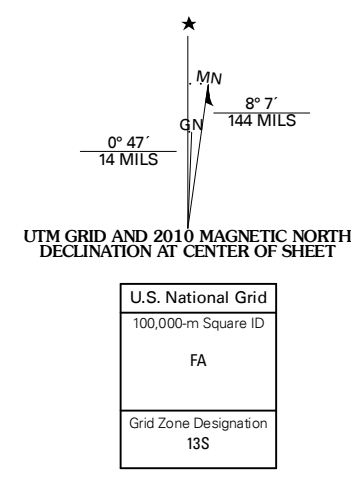 ★
MN
GN
8° 7´
144 MILS
0° 47´
14 MILS
UTM GRID AND 2010 MAGNETIC NORTH
DECLINATION AT CENTER OF SHEET
U.S. National Grid
100,000-m Square ID
FA
Grid Zone Designation
13S